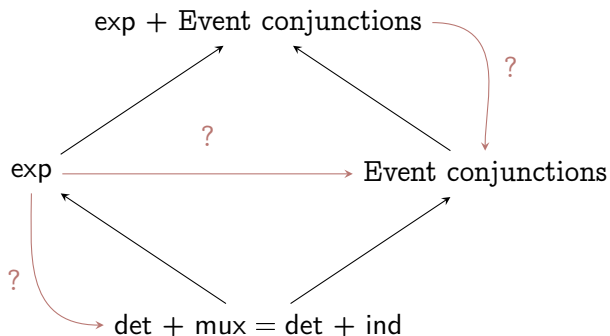 exp + Event conjunctions
?
?
exp
Event conjunctions
?
det + mux = det + ind